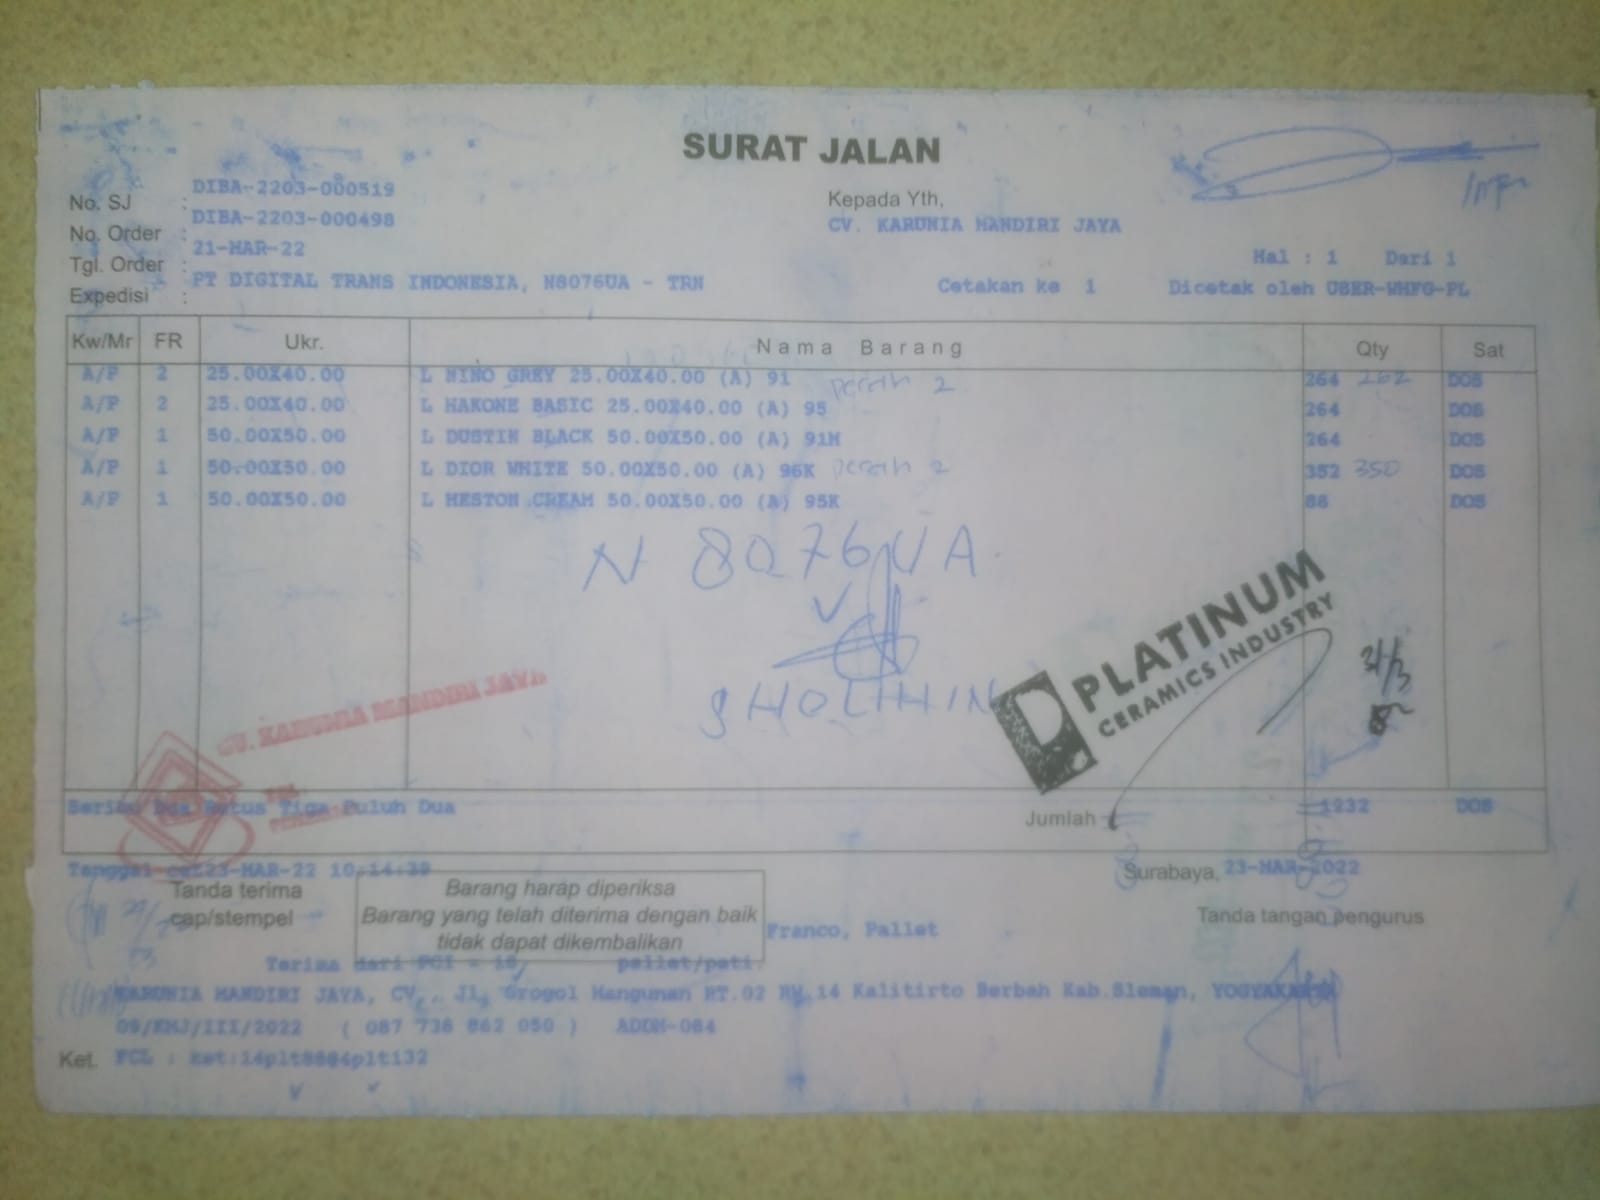 SURAT JALAN
No. SJ : DIBA-2203-000519
No. Order : DIBA-2203-000498
Tgl. Order : 21-MAR-22
Expedisi : PT DIGITAL TRANS INDONESIA, N8076UA - TRN
Kepada Yth,
CV. KARUNIA MANDIRI JAYA
Hal : 1 Dari 1
Cetakan ke 1 Dicetak oleh UBER-WHFG-PL
Kw/Mr FR Ukr. Nama Barang Qty Sat
A/P 2 25.00X40.00 L NINO GREY 25.00X40.00 (A) 91 pecah 2 264 262 DOS
A/P 2 25.00X40.00 L HAKONE BASIC 25.00X40.00 (A) 95 264 DOS
A/P 1 50.00X50.00 L DUSTIN BLACK 50.00X50.00 (A) 91M 264 DOS
A/P 1 50.00X50.00 L DIOR WHITE 50.00X50.00 (A) 96K pecah 2 352 350 DOS
A/P 1 50.00X50.00 L HESTON CREAM 50.00X50.00 (A) 95K 88 DOS
N 8076 UA
SHOLIHIN
PLATINUM
CERAMICS INDUSTRY
31/3
CV. KARUNIA MANDIRI JAYA
Seribu Dua Ratus Tiga Puluh Dua Jumlah = 1232 DOS
Tanggal cet23-MAR-22 10:14:39
Surabaya, 23-MAR-2022
Tanda terima
cap/stempel
Barang harap diperiksa
Barang yang telah diterima dengan baik
tidak dapat dikembalikan
Franco, Pallet
Tanda tangan pengurus
Terima dari PCI = 18, pallet/peti.
KARUNIA MANDIRI JAYA, CV., Jl, Grogol Mangunan RT.02 RW.14 Kalitirto Berbah Kab.Sleman, YOGYAKARTA
09/KMJ/III/2022 ( 087 738 862 050 ) ADDH-084
Ket. FCL : ket:14plt88@4plt132